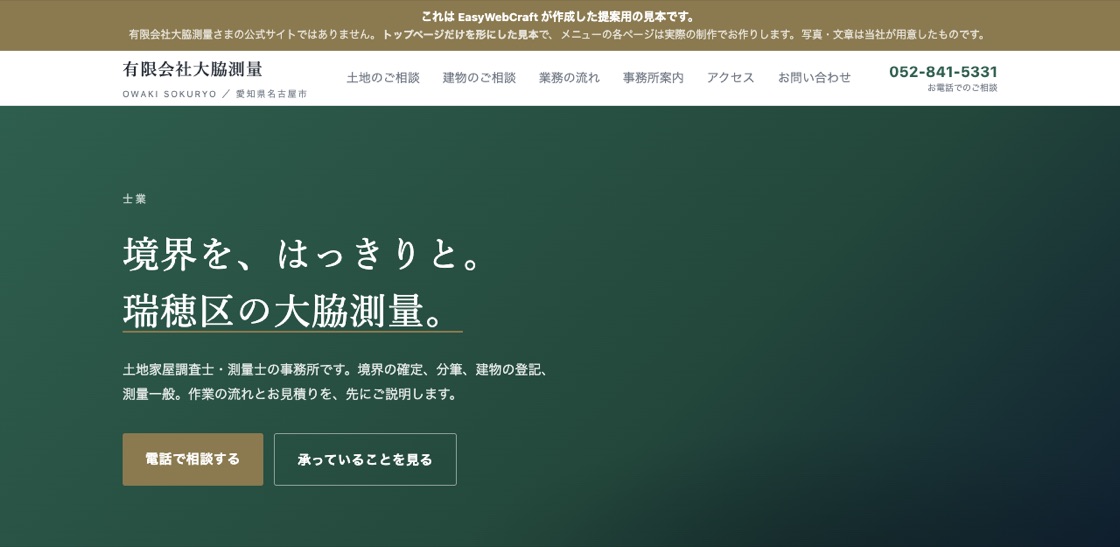 これは EasyWebCraft が作成した提案用の見本です。
有限会社大脇測量さまの公式サイトではありません。トップページだけを形にした見本で、メニューの各ページは実際の制作でお作りします。写真・文章は当社が用意したものです。
有限会社大脇測量
OWAKI SOKURYO ／ 愛知県名古屋市
土地のご相談 建物のご相談 業務の流れ 事務所案内 アクセス お問い合わせ
052-841-5331
お電話でのご相談
士業
境界を、はっきりと。
瑞穂区の大脇測量。
土地家屋調査士・測量士の事務所です。境界の確定、分筆、建物の登記、
測量一般。作業の流れとお見積りを、先にご説明します。
電話で相談する 承っていることを見る